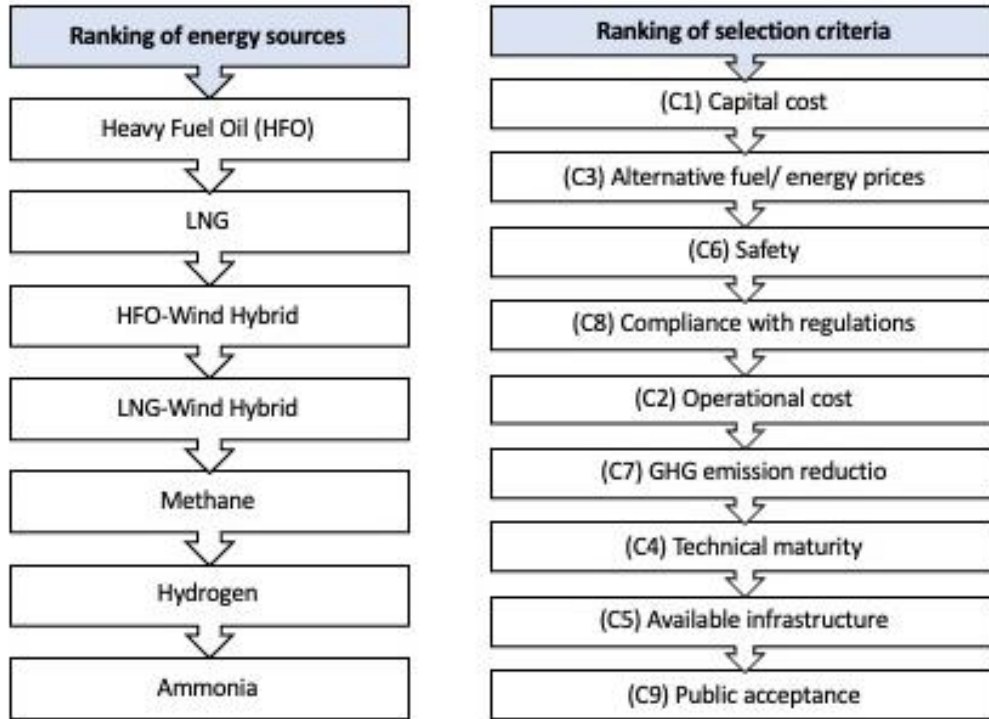 Ranking of energy sources
Heavy Fuel Oil (HFO)
LNG
HFO-Wind Hybrid
LNG-Wind Hybrid
Methane
Hydrogen
Ammonia
Ranking of selection criteria
(C1) Capital cost
(C3) Alternative fuel/ energy prices
(C6) Safety
(C8) Compliance with regulations
(C2) Operational cost
(C7) GHG emission reductio
(C4) Technical maturity
(C5) Available infrastructure
(C9) Public acceptance